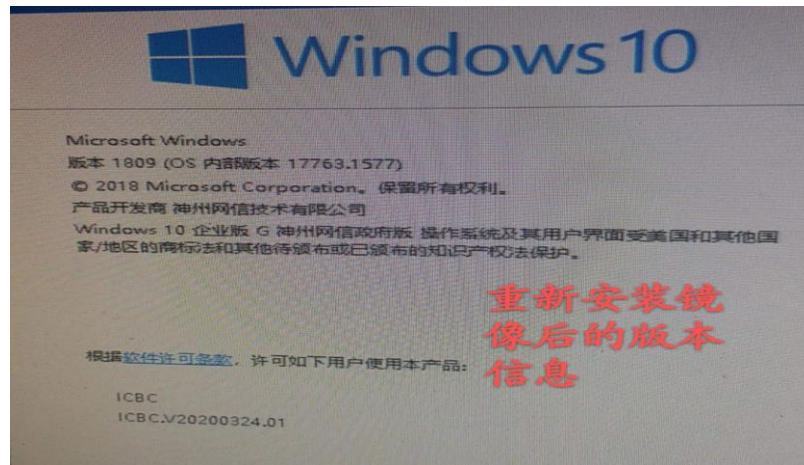 Windows 10
Microsoft Windows
版本 1809 (OS 内部版本 17763.1577)
© 2018 Microsoft Corporation。保留所有权利。
产品开发商 神州网信技术有限公司
Windows 10 企业版 G 神州网信政府版 操作系统及其用户界面受美国和其他国
家/地区的商标法和其他待颁布或已颁布的知识产权法保护。
重新安装镜
像后的版本
信息
根据软件许可条款，许可如下用户使用本产品:
ICBC
ICBC.V20200324.01